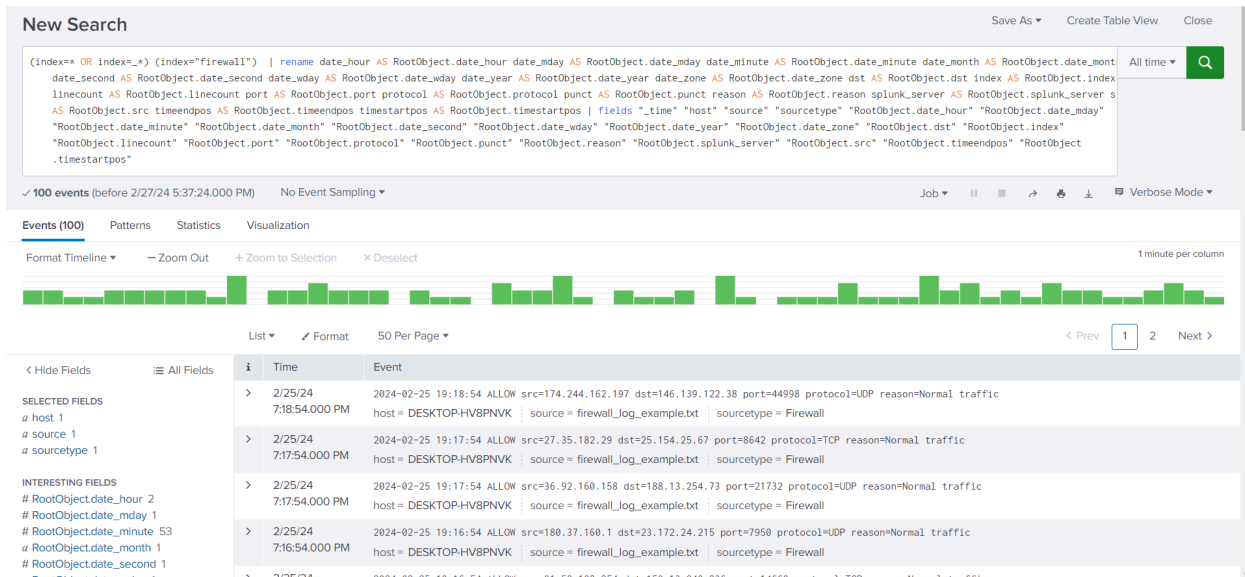 New Search
Save As ▾ Create Table View Close
(index=* OR index=_*) (index="firewall") | rename date_hour AS RootObject.date_hour date_mday AS RootObject.date_mday date_minute AS RootObject.date_minute date_month AS RootObject.date_month
date_second AS RootObject.date_second date_wday AS RootObject.date_wday date_year AS RootObject.date_year date_zone AS RootObject.date_zone dst AS RootObject.dst index AS RootObject.index
linecount AS RootObject.linecount port AS RootObject.port protocol AS RootObject.protocol punct AS RootObject.punct reason AS RootObject.reason splunk_server AS RootObject.splunk_server s
AS RootObject.src timeendpos AS RootObject.timeendpos timestartpos AS RootObject.timestartpos | fields "_time" "host" "source" "sourcetype" "RootObject.date_hour" "RootObject.date_mday"
"RootObject.date_minute" "RootObject.date_month" "RootObject.date_second" "RootObject.date_wday" "RootObject.date_year" "RootObject.date_zone" "RootObject.dst" "RootObject.index"
"RootObject.linecount" "RootObject.port" "RootObject.protocol" "RootObject.punct" "RootObject.reason" "RootObject.splunk_server" "RootObject.src" "RootObject.timeendpos" "RootObject
.timestartpos"
All time ▾
✓ 100 events (before 2/27/24 5:37:24.000 PM) No Event Sampling ▾
Job ▾ Verbose Mode ▾
Events (100) Patterns Statistics Visualization
Format Timeline ▾ — Zoom Out + Zoom to Selection × Deselect
1 minute per column
List ▾ Format 50 Per Page ▾
< Prev 1 2 Next >
< Hide Fields All Fields
SELECTED FIELDS
a host 1
a source 1
a sourcetype 1
INTERESTING FIELDS
# RootObject.date_hour 2
# RootObject.date_mday 1
# RootObject.date_minute 53
a RootObject.date_month 1
# RootObject.date_second 1
i Time Event
> 2/25/24
7:18:54.000 PM
2024-02-25 19:18:54 ALLOW src=174.244.162.197 dst=146.139.122.38 port=44998 protocol=UDP reason=Normal traffic
host = DESKTOP-HV8PNVK source = firewall_log_example.txt sourcetype = Firewall
> 2/25/24
7:17:54.000 PM
2024-02-25 19:17:54 ALLOW src=27.35.182.29 dst=25.154.25.67 port=8642 protocol=TCP reason=Normal traffic
host = DESKTOP-HV8PNVK source = firewall_log_example.txt sourcetype = Firewall
> 2/25/24
7:17:54.000 PM
2024-02-25 19:17:54 ALLOW src=36.92.160.158 dst=188.13.254.73 port=21732 protocol=UDP reason=Normal traffic
host = DESKTOP-HV8PNVK source = firewall_log_example.txt sourcetype = Firewall
> 2/25/24
7:16:54.000 PM
2024-02-25 19:16:54 ALLOW src=180.37.160.1 dst=23.172.24.215 port=7950 protocol=UDP reason=Normal traffic
host = DESKTOP-HV8PNVK source = firewall_log_example.txt sourcetype = Firewall